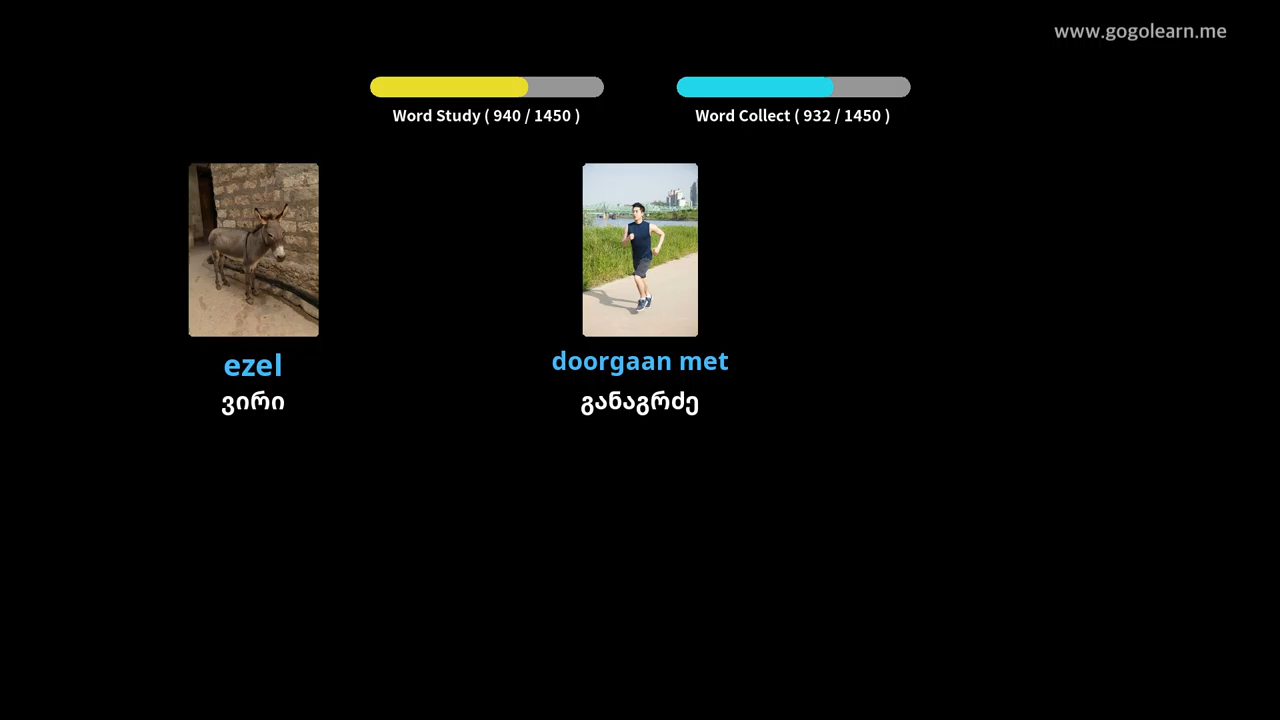 www.gogolearn.me
Word Study ( 940 / 1450 )
Word Collect ( 932 / 1450 )
ezel
ვირი
doorgaan met
განაგრძე